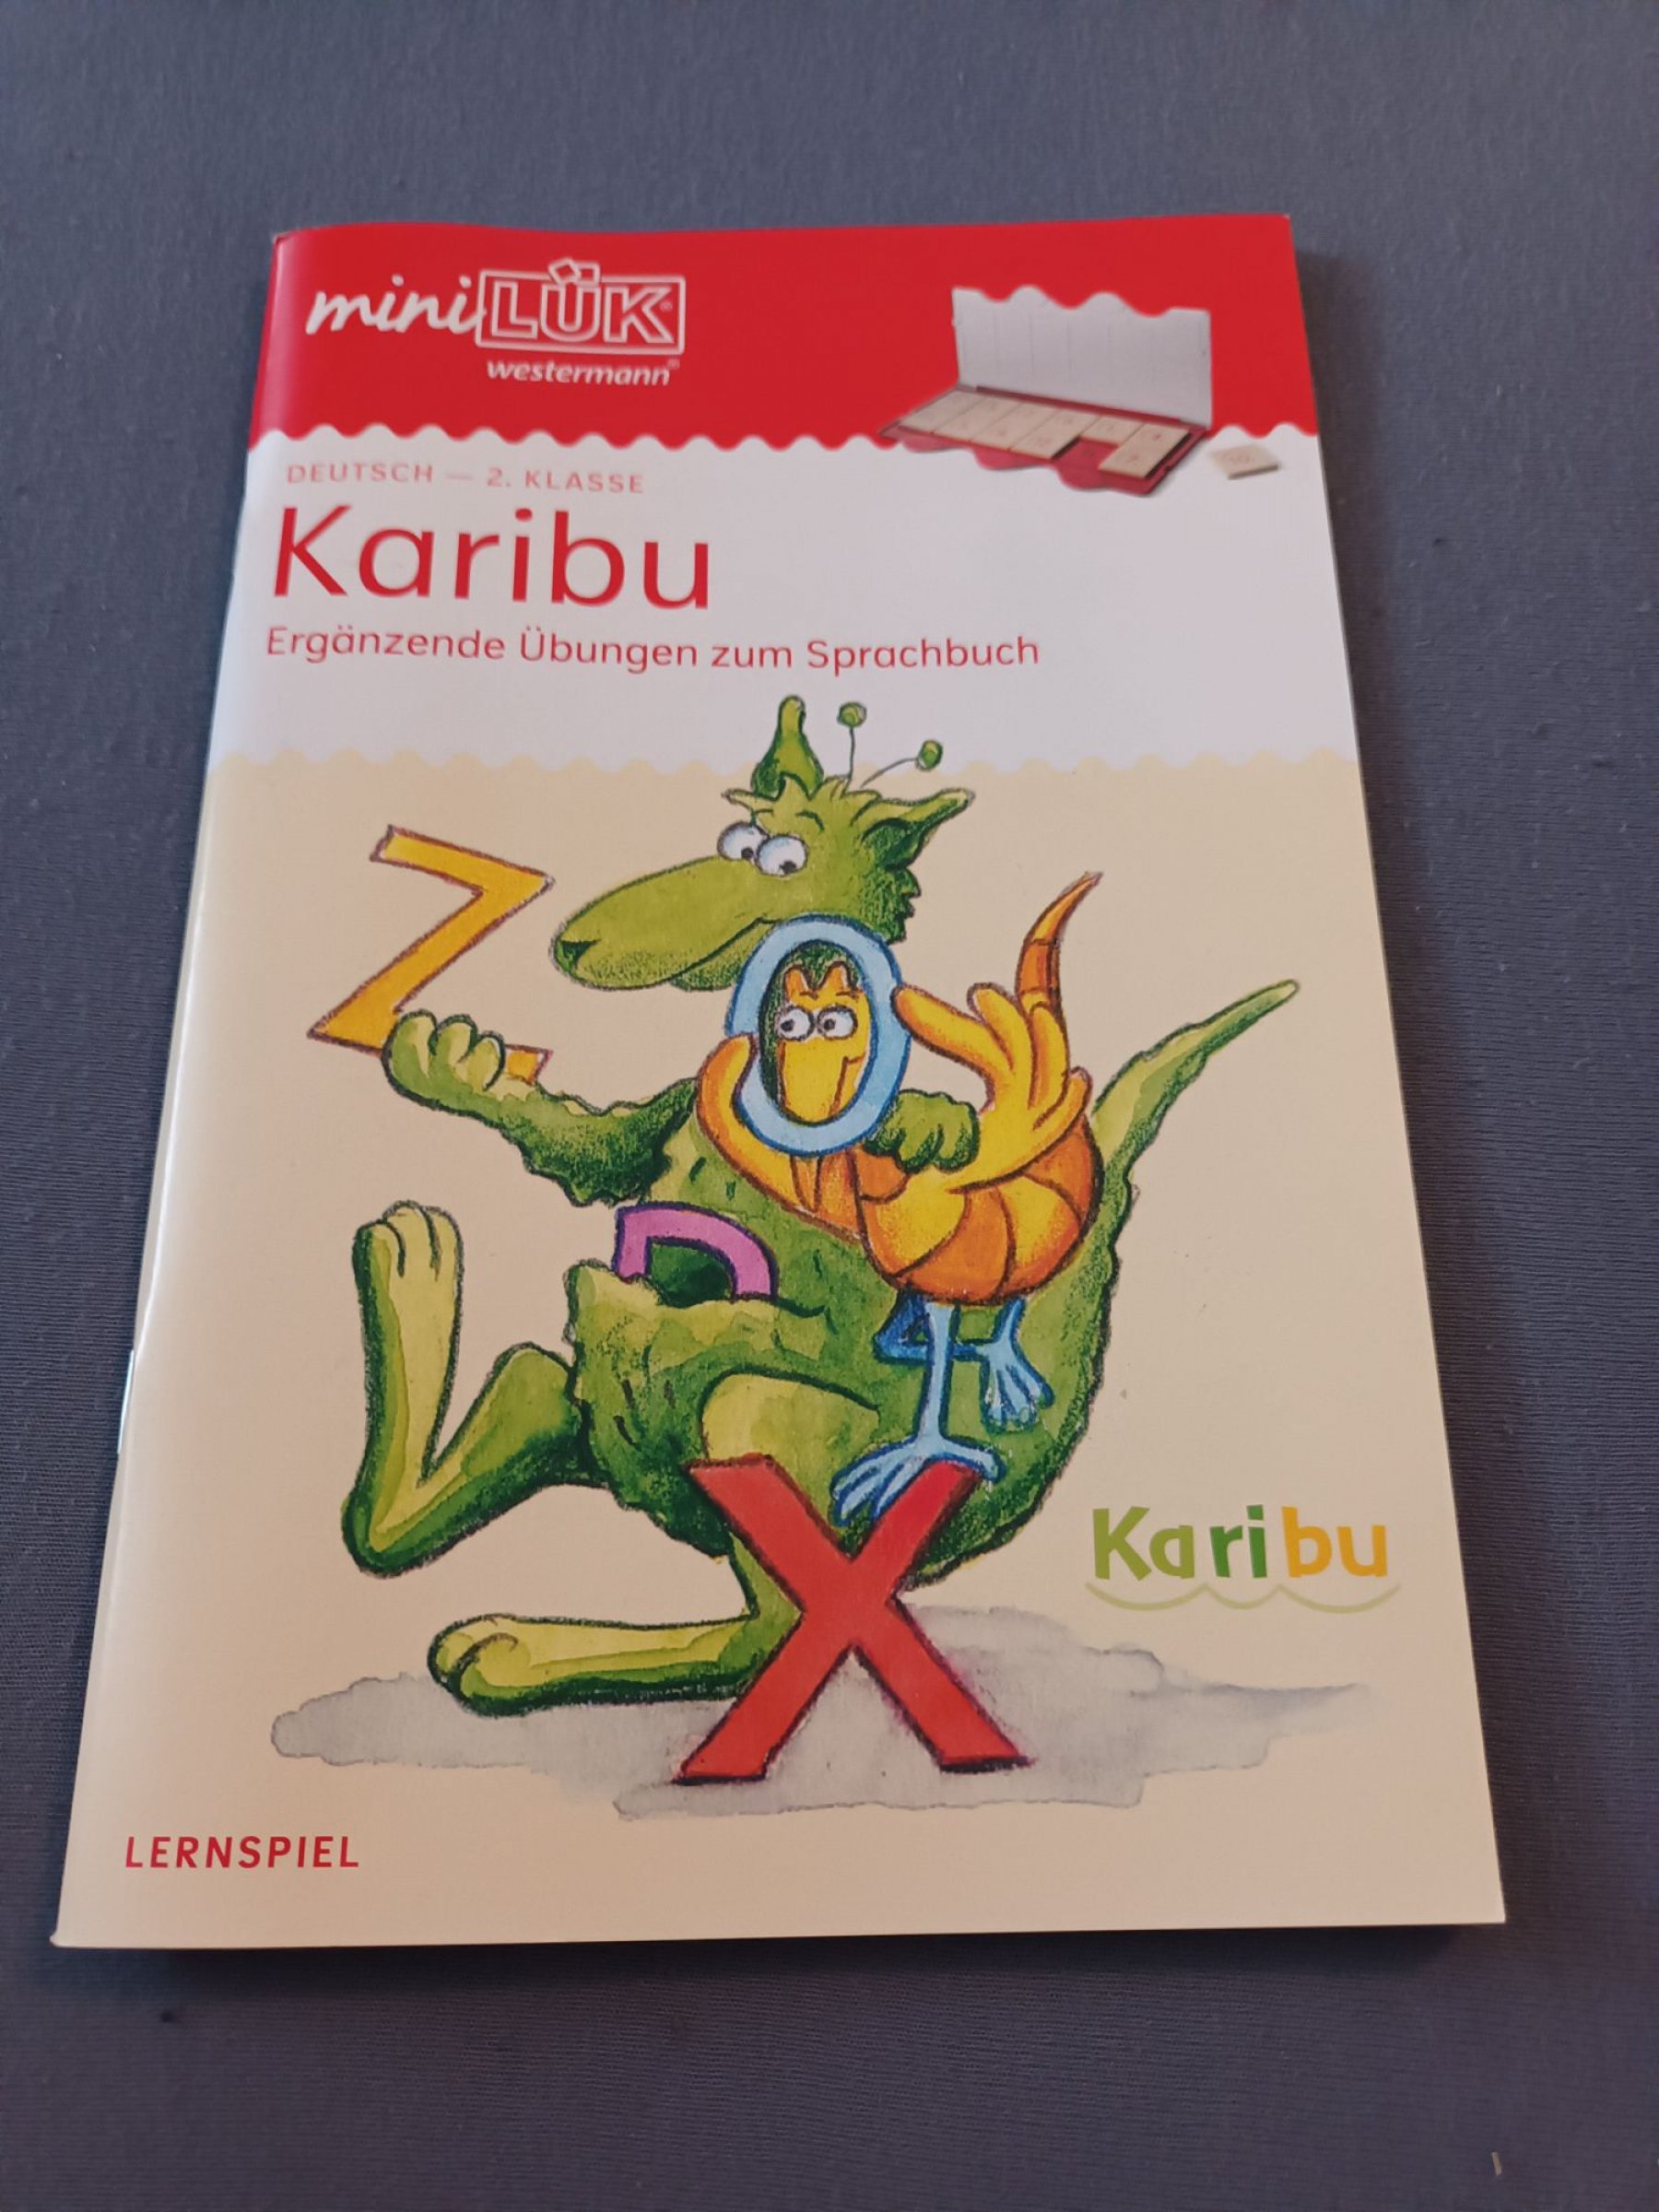 mini LÜK
westermann
DEUTSCH — 2. KLASSE
Karibu
Ergänzende Übungen zum Sprachbuch
Z
O
D
X
Karibu
LERNSPIEL